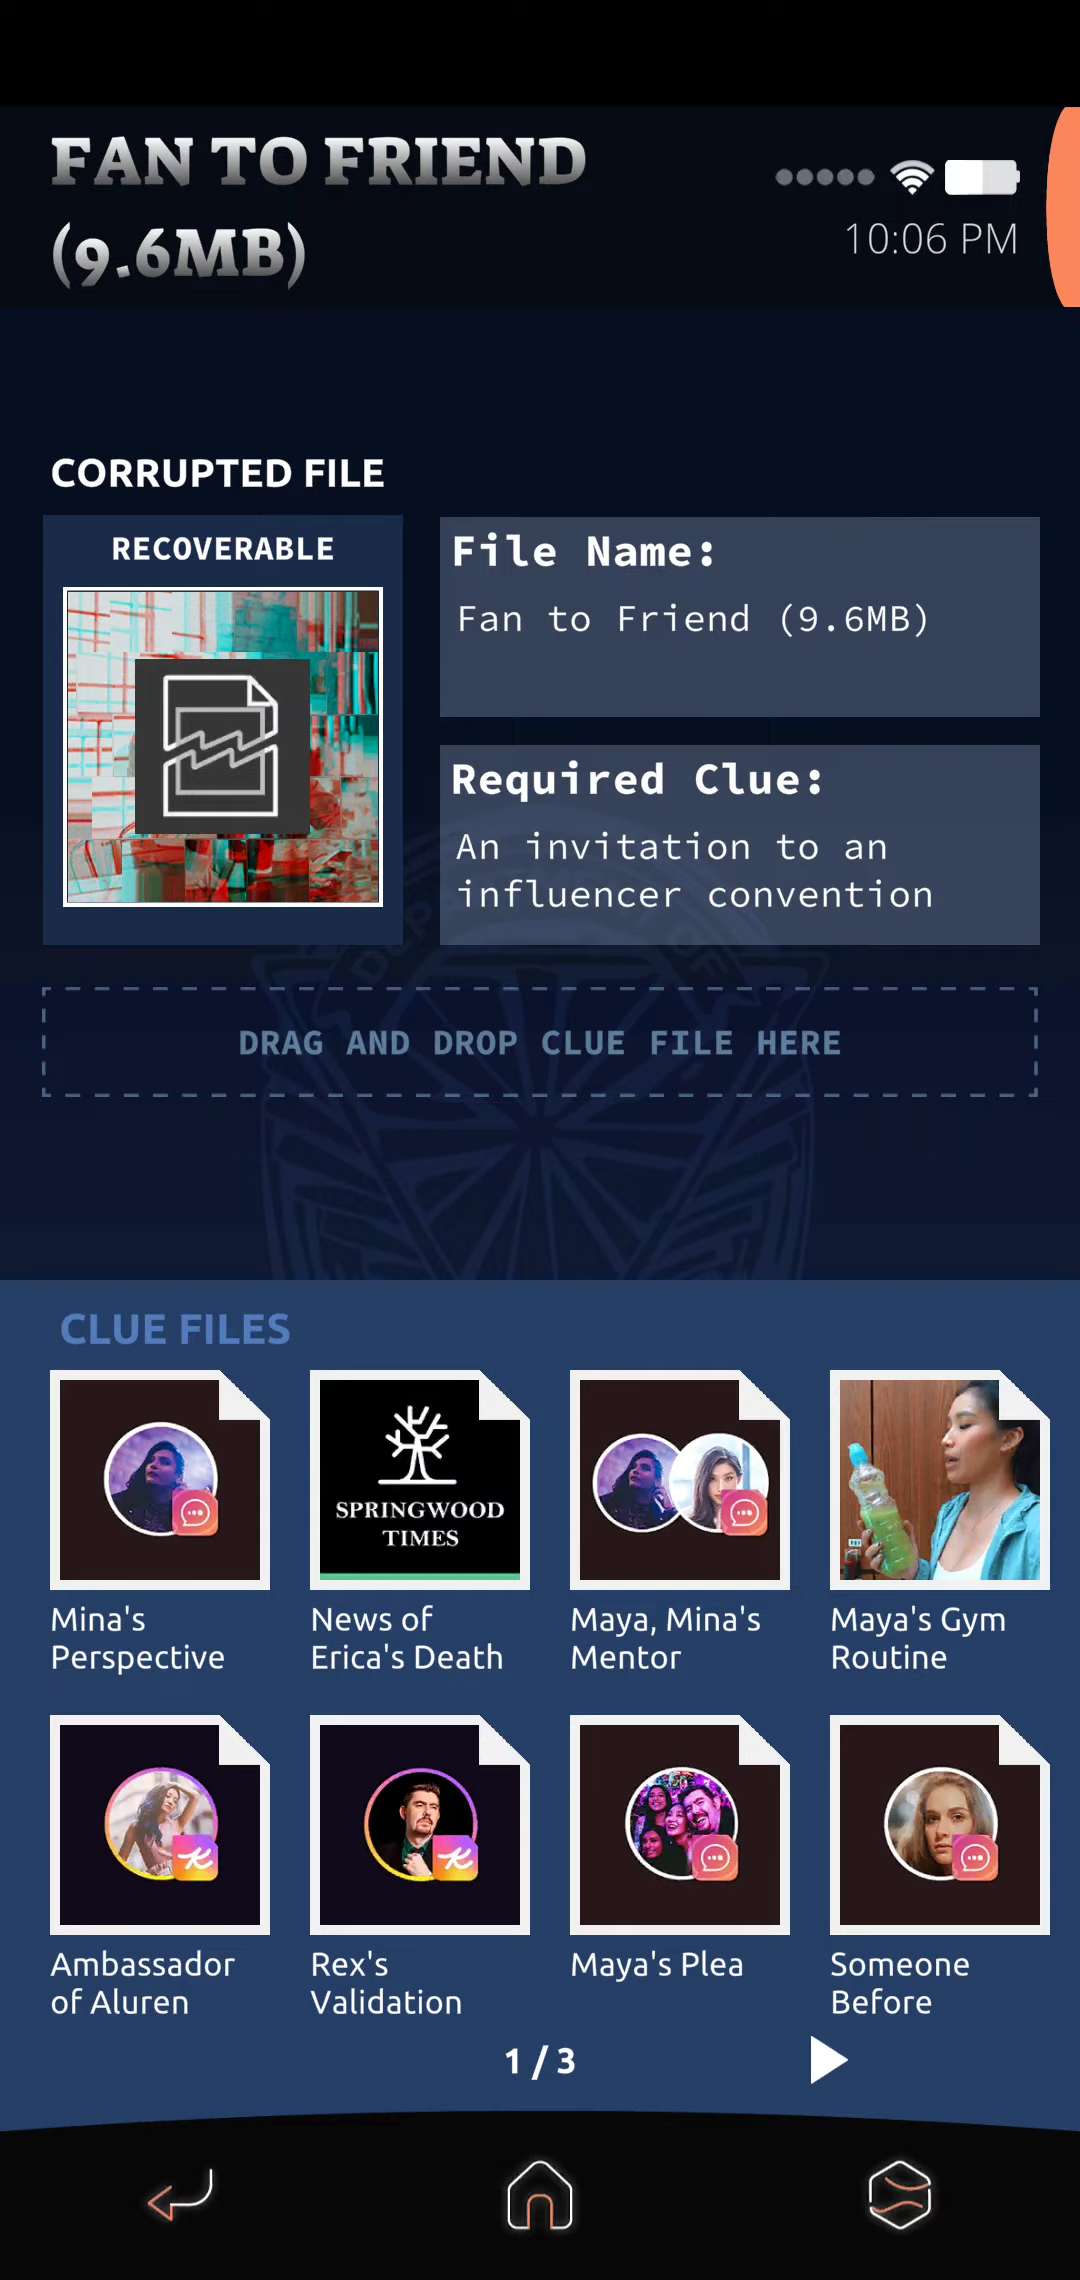 FAN TO FRIEND
(9.6MB)
10:06 PM
CORRUPTED FILE
RECOVERABLE
File Name:
Fan to Friend (9.6MB)
Required Clue:
An invitation to an
influencer convention
DRAG AND DROP CLUE FILE HERE
CLUE FILES
SPRINGWOOD
TIMES
Mina's
Perspective
News of
Erica's Death
Maya, Mina's
Mentor
Maya's Gym
Routine
Ambassador
of Aluren
Rex's
Validation
Maya's Plea
Someone
Before
1 / 3